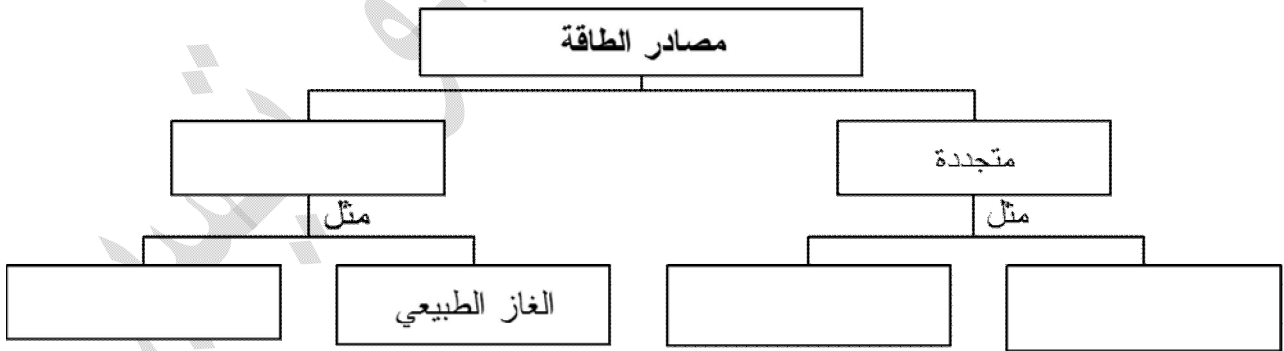 مصادر الطاقة
متجددة
مثل
مثل
الغاز الطبيعي